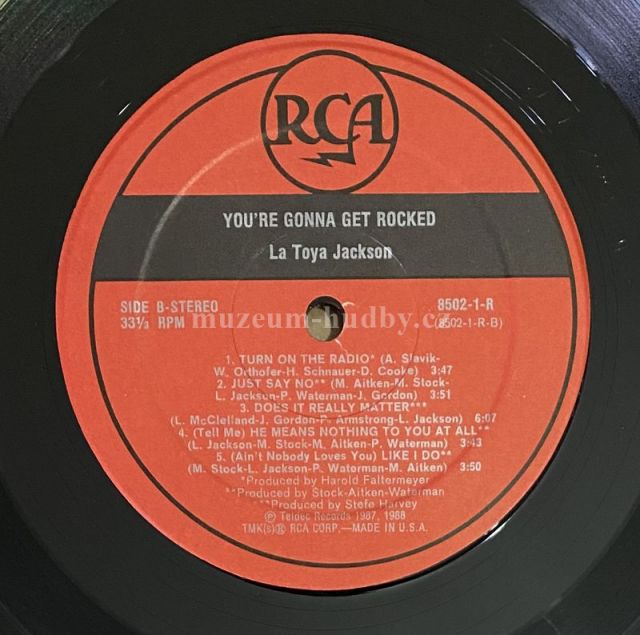 RCA
YOU'RE GONNA GET ROCKED
La Toya Jackson
SIDE B-STEREO
33⅓ RPM
8502-1-R
(8502-1-R-B)
muzeum-hudby.cz
1. TURN ON THE RADIO* (A. Slavik-
W. Orthofer-H. Schnauer-D. Cooke) 3:47
2. JUST SAY NO** (M. Aitken-M. Stock-
L. Jackson-P. Waterman-J. Gordon) 3:51
3. DOES IT REALLY MATTER***
(L. McClelland-J. Gordon-P. Armstrong-L. Jackson) 6:07
4. (Tell Me) HE MEANS NOTHING TO YOU AT ALL**
(L. Jackson-M. Stock-M. Aitken-P. Waterman) 3:43
5. (Ain't Nobody Loves You) LIKE I DO**
(M. Stock-L. Jackson-P. Waterman-M. Aitken) 3:50
*Produced by Harold Faltermeyer
**Produced by Stock-Aitken-Waterman
***Produced by Stefe Harvey
℗ Teldec Records 1987, 1988
TMK(s)® RCA CORP.—MADE IN U.S.A.